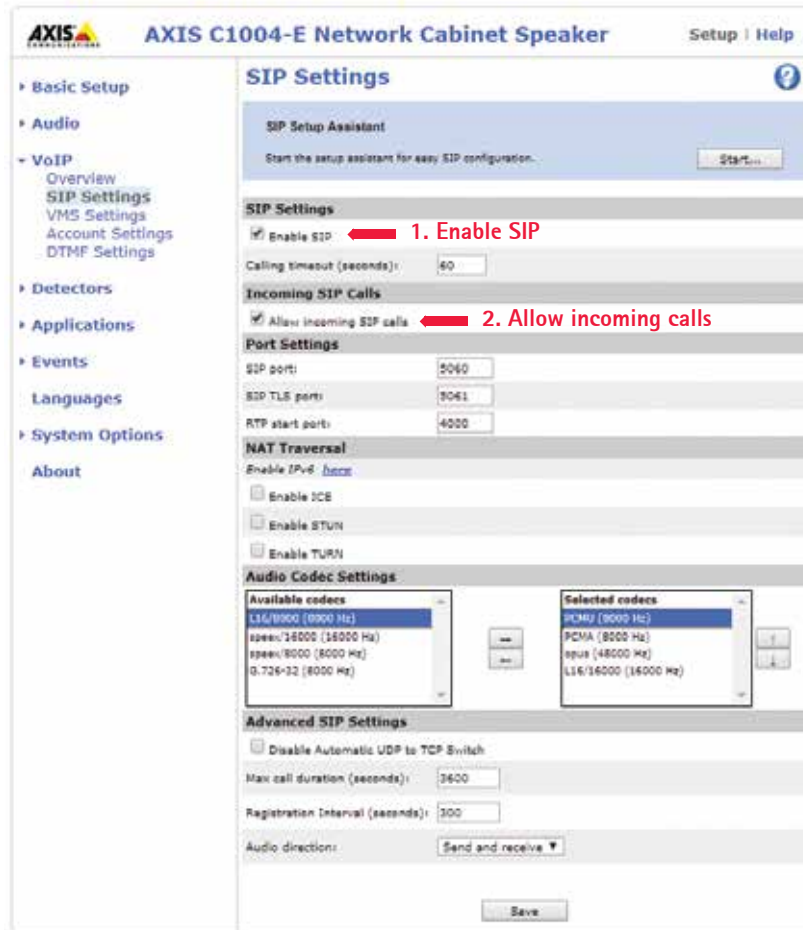 AXIS
COMMUNICATIONS
AXIS C1004-E Network Cabinet Speaker
Setup | Help
Basic Setup
Audio
VoIP
Overview
SIP Settings
VMS Settings
Account Settings
DTMF Settings
Detectors
Applications
Events
Languages
System Options
About
SIP Settings
?
SIP Setup Assistant
Start the setup assistant for easy SIP configuration.
Start...
SIP Settings
Enable SIP
1. Enable SIP
Calling timeout (seconds): 60
Incoming SIP Calls
Allow incoming SIP calls
2. Allow incoming calls
Port Settings
SIP port: 5060
SIP TLS port: 5061
RTP start port: 4000
NAT Traversal
Enable IPv6 here
Enable ICE
Enable STUN
Enable TURN
Audio Codec Settings
Available codecs
L16/8000 (8000 Hz)
speex/16000 (16000 Hz)
speex/8000 (8000 Hz)
G.726-32 (8000 Hz)
Selected codecs
PCMU (8000 Hz)
PCMA (8000 Hz)
opus (48000 Hz)
L16/16000 (16000 Hz)
Advanced SIP Settings
Disable Automatic UDP to TCP Switch
Max call duration (seconds): 3600
Registration Interval (seconds): 300
Audio direction: Send and receive
Save